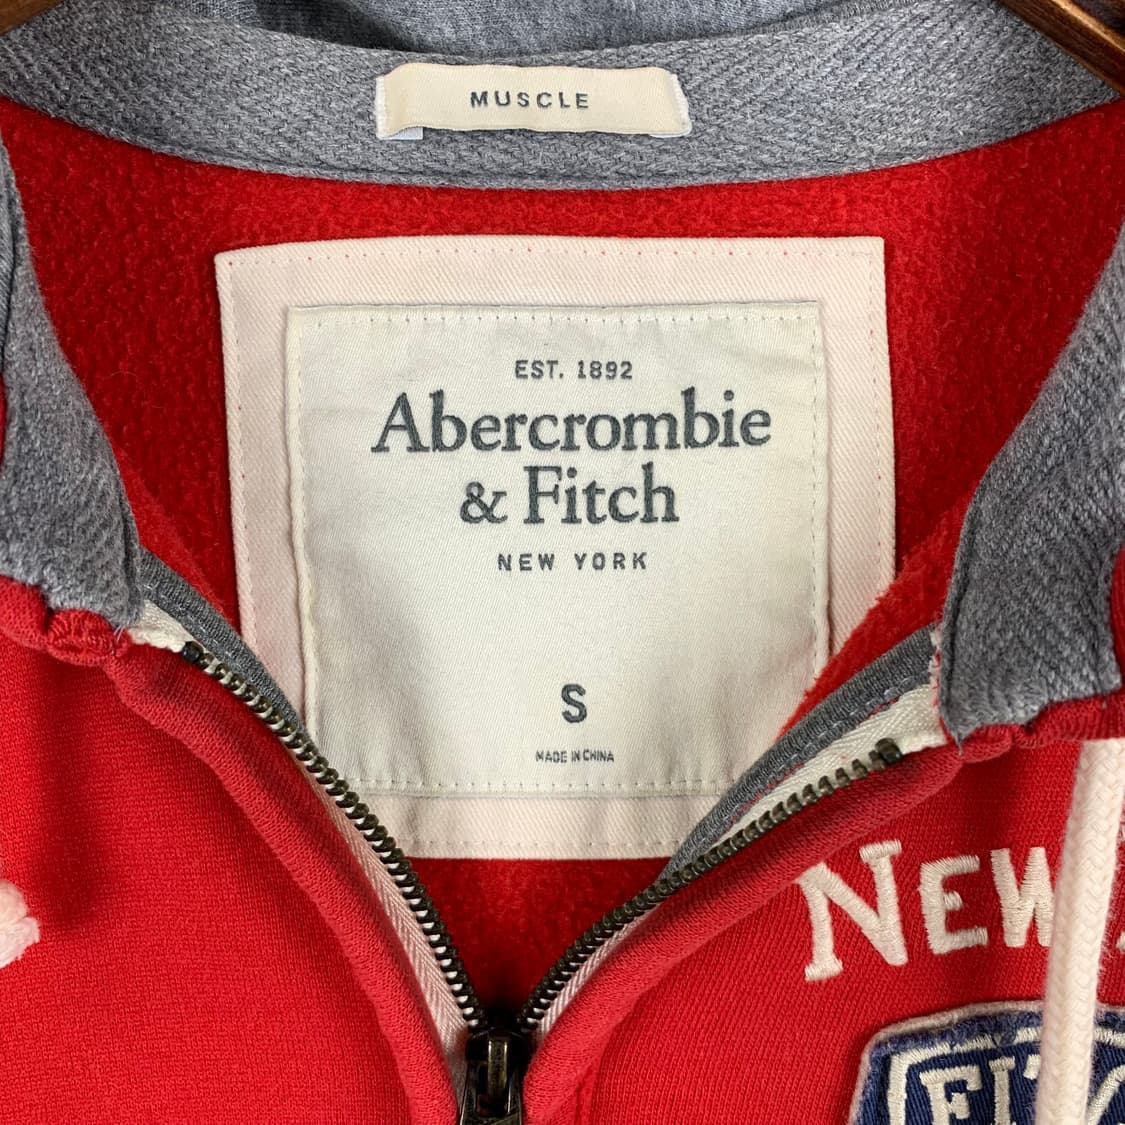 MUSCLE
EST. 1892
Abercrombie
& Fitch
NEW YORK
S
MADE IN CHINA
NEW